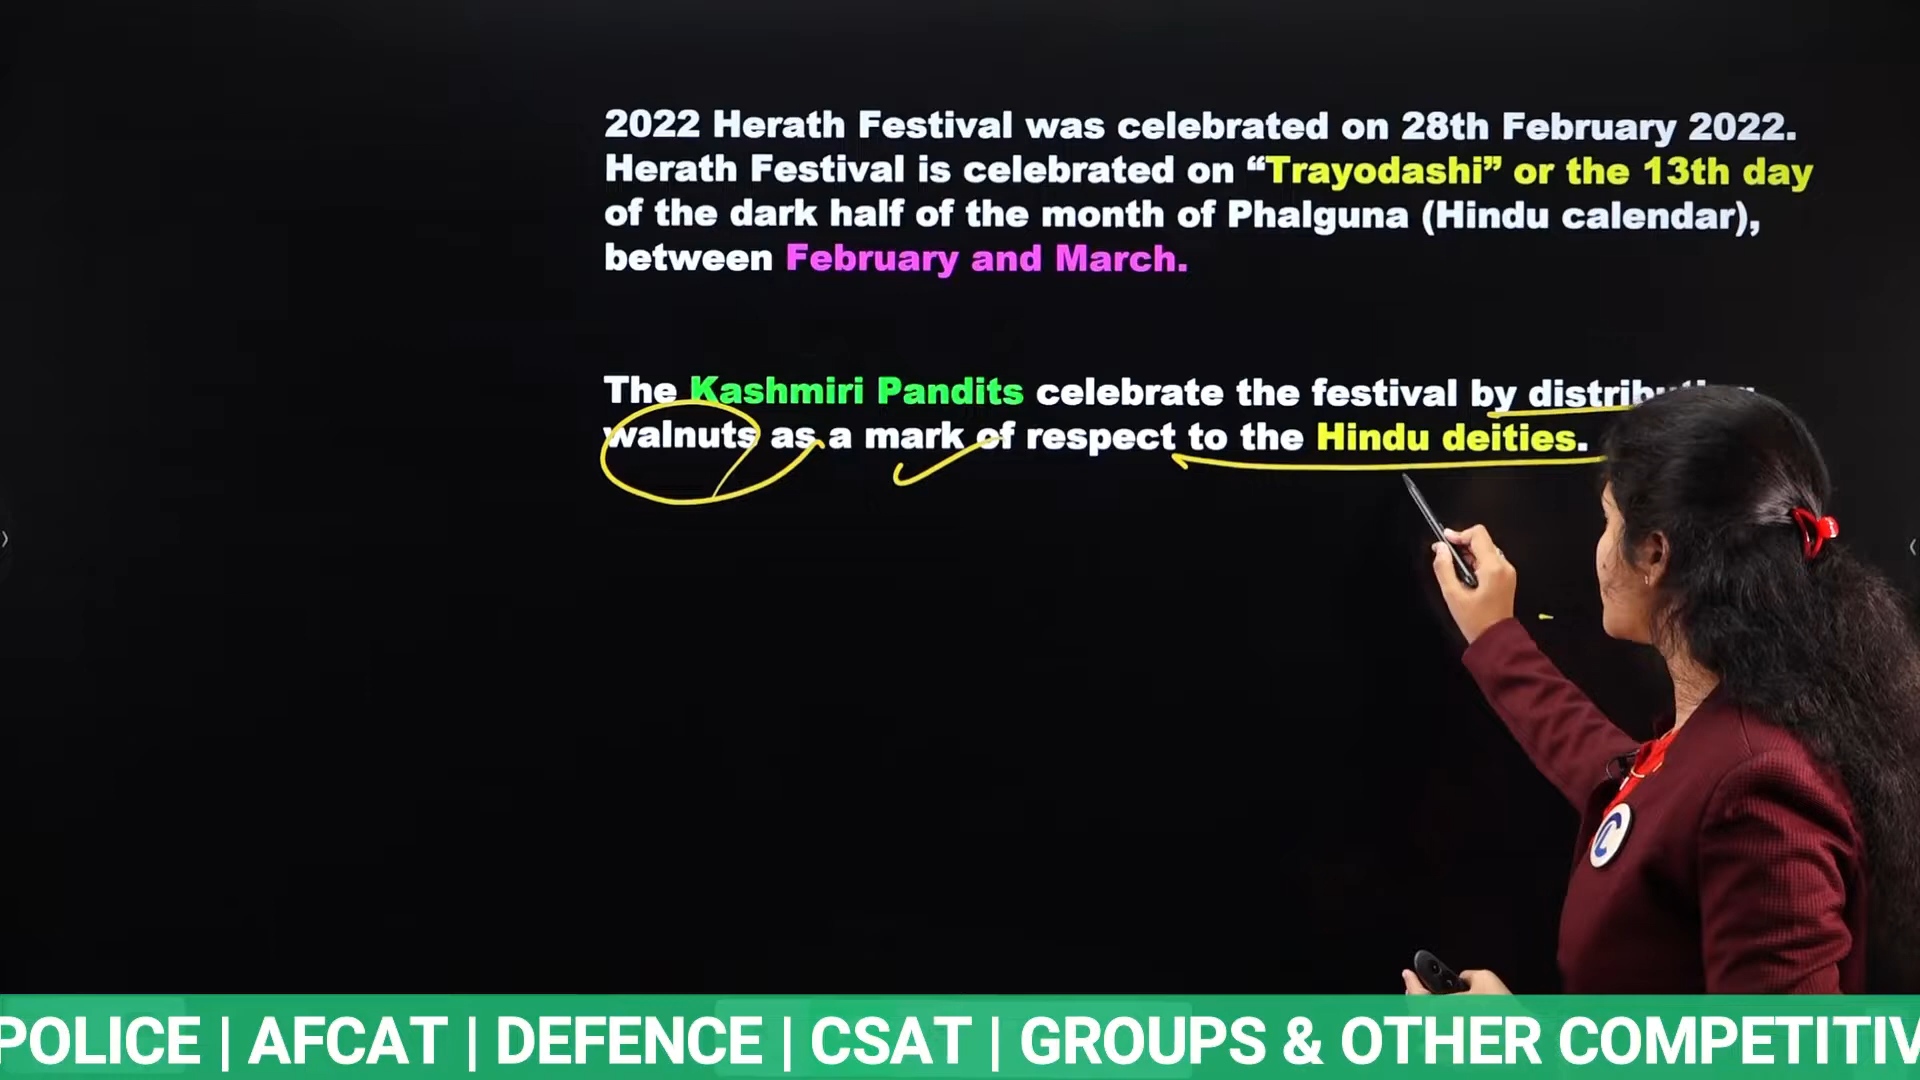 2022 Herath Festival was celebrated on 28th February 2022.
Herath Festival is celebrated on “Trayodashi” or the 13th day
of the dark half of the month of Phalguna (Hindu calendar),
between February and March.
The Kashmiri Pandits celebrate the festival by
walnuts as a mark of respect to the Hindu deities.
POLICE | AFCAT | DEFENCE | CSAT | GROUPS & OTHER COMPETITIV